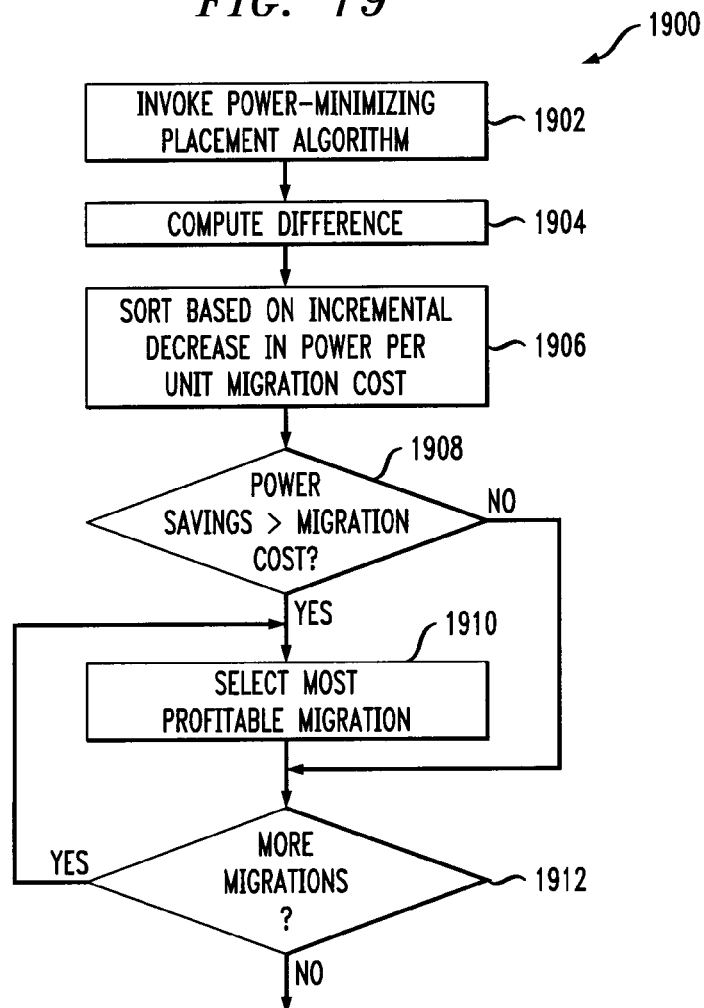 FIG. 19
1900
INVOKE POWER-MINIMIZING
PLACEMENT ALGORITHM
1902
COMPUTE DIFFERENCE
1904
SORT BASED ON INCREMENTAL
DECREASE IN POWER PER
UNIT MIGRATION COST
1906
1908
POWER
SAVINGS > MIGRATION
COST?
NO
YES
1910
SELECT MOST
PROFITABLE MIGRATION
YES
MORE
MIGRATIONS
?
1912
NO